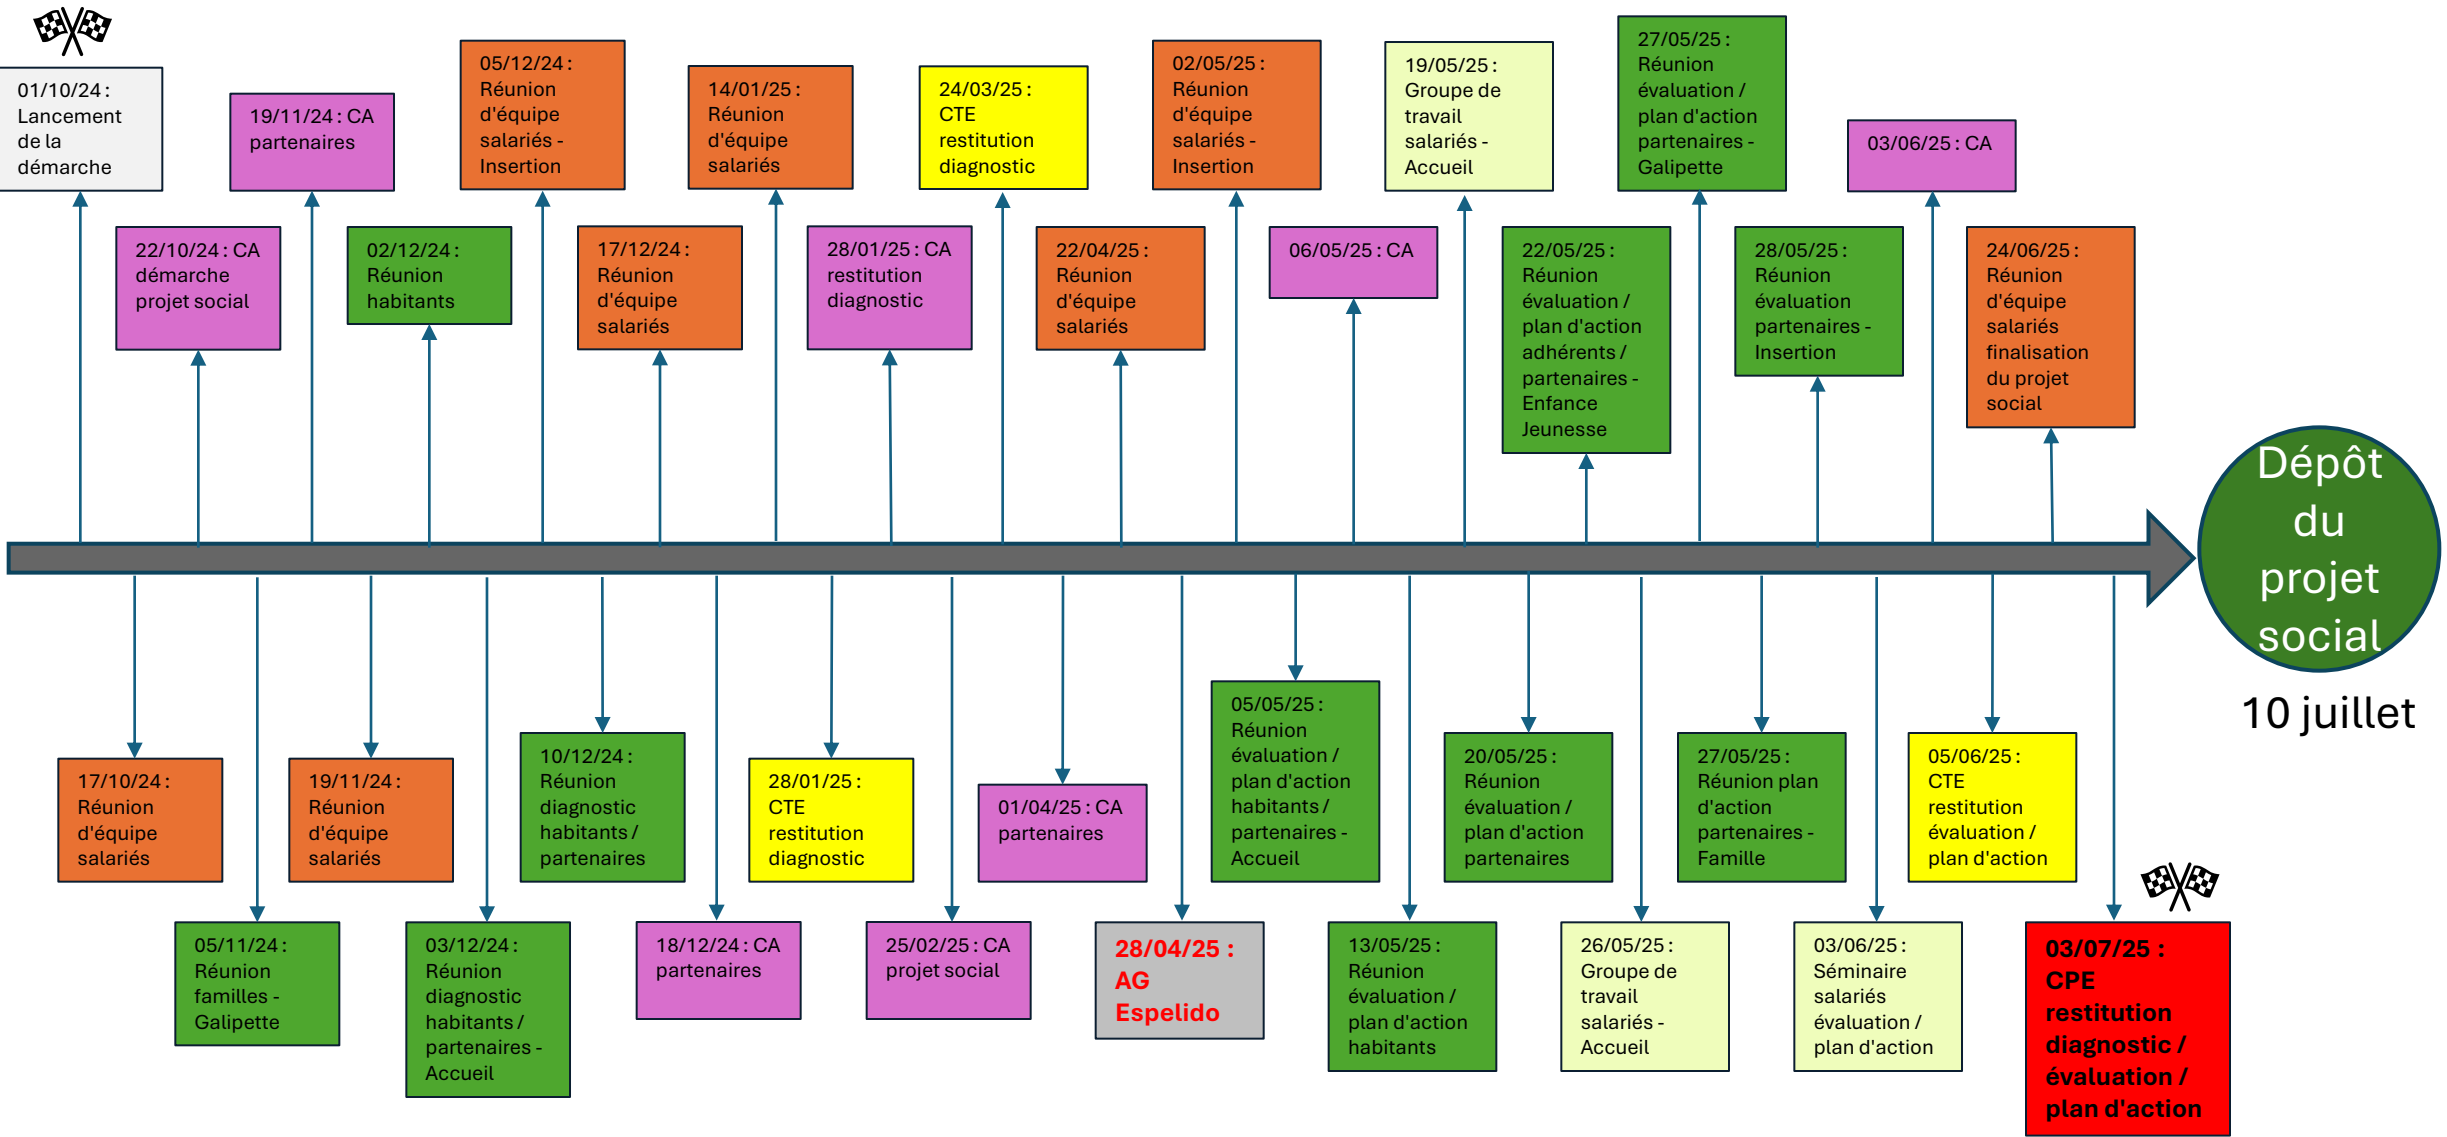 01/10/24 :
Lancement
de la
démarche
22/10/24 : CA
démarche
projet social
19/11/24 : CA
partenaires
02/12/24 :
Réunion
habitants
05/12/24 :
Réunion
d'équipe
salariés -
Insertion
17/12/24 :
Réunion
d'équipe
salariés
14/01/25 :
Réunion
d'équipe
salariés
28/01/25 : CA
restitution
diagnostic
24/03/25 :
CTE
restitution
diagnostic
22/04/25 :
Réunion
d'équipe
salariés
02/05/25 :
Réunion
d'équipe
salariés -
Insertion
06/05/25 : CA
19/05/25 :
Groupe de
travail
salariés -
Accueil
22/05/25 :
Réunion
évaluation /
plan d'action
adhérents /
partenaires -
Enfance
Jeunesse
27/05/25 :
Réunion
évaluation /
plan d'action
partenaires -
Galipette
28/05/25 :
Réunion
évaluation
partenaires -
Insertion
03/06/25 : CA
24/06/25 :
Réunion
d'équipe
salariés
finalisation
du projet
social
Dépôt
du
projet
social
10 juillet
17/10/24 :
Réunion
d'équipe
salariés
05/11/24 :
Réunion
familles -
Galipette
19/11/24 :
Réunion
d'équipe
salariés
03/12/24 :
Réunion
diagnostic
habitants /
partenaires -
Accueil
10/12/24 :
Réunion
diagnostic
habitants /
partenaires
18/12/24 : CA
partenaires
28/01/25 :
CTE
restitution
diagnostic
25/02/25 : CA
projet social
01/04/25 : CA
partenaires
28/04/25 :
AG
Espelido
05/05/25 :
Réunion
évaluation /
plan d'action
habitants /
partenaires -
Accueil
13/05/25 :
Réunion
évaluation /
plan d'action
habitants
20/05/25 :
Réunion
évaluation /
plan d'action
partenaires
26/05/25 :
Groupe de
travail
salariés -
Accueil
27/05/25 :
Réunion plan
d'action
partenaires -
Famille
03/06/25 :
Séminaire
salariés
évaluation /
plan d'action
05/06/25 :
CTE
restitution
évaluation /
plan d'action
03/07/25 :
CPE
restitution
diagnostic /
évaluation /
plan d'action